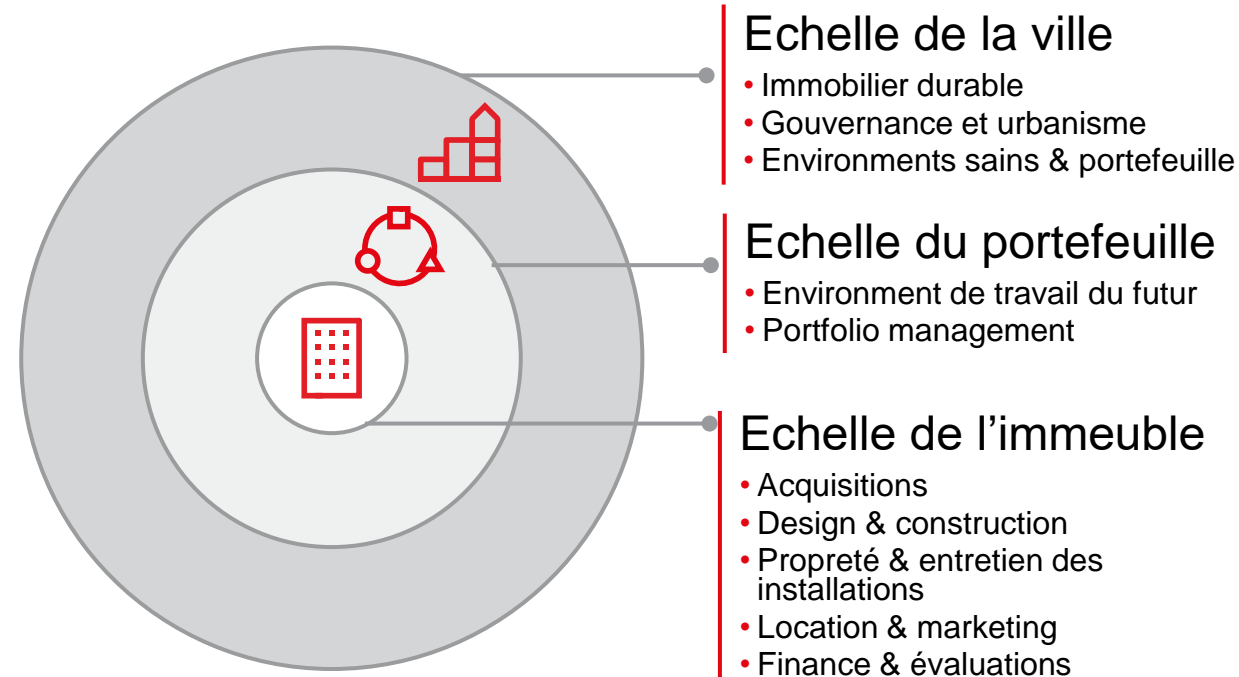 Echelle de la ville
• Immobilier durable
• Gouvernance et urbanisme
• Environments sains & portefeuille
Echelle du portefeuille
• Environment de travail du futur
• Portfolio management
Echelle de l’immeuble
• Acquisitions
• Design & construction
• Propreté & entretien des
installations
• Location & marketing
• Finance & évaluations